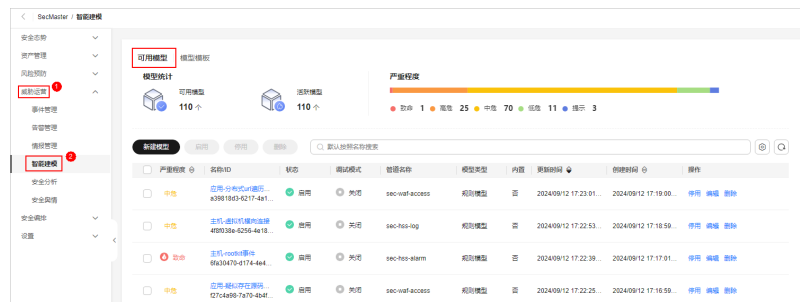 < SecMaster / 智能建模
安全态势
资产管理
风险预防
威胁运营 1
事件管理
告警管理
情报管理
智能建模 2
安全分析
安全舆情
安全编排
设置
可用模型 模型模板
模型统计
可用模型
110 个
活跃模型
110 个
严重程度
致命 1 高危 25 中危 70 低危 11 提示 3
新建模型 启用 停用 删除 默认按照名称搜索
严重程度 名称/ID 状态 调试模式 管道名称 模型类型 内置 更新时间 创建时间 操作
中危 应用-分布式url遍历... 启用 关闭 sec-waf-access 规则模型 否 2024/09/12 17:23:01... 2024/09/12 17:19:00... 停用 编辑 删除
a39818d3-6217-4a1...
中危 主机-虚拟机横向连接 启用 关闭 sec-hss-log 规则模型 否 2024/09/12 17:22:53... 2024/09/12 17:18:59... 停用 编辑 删除
4f8f038e-6256-4e18...
致命 主机-rootkit事件 启用 关闭 sec-hss-alarm 规则模型 否 2024/09/12 17:22:39... 2024/09/12 17:17:01... 停用 编辑 删除
6fa30470-d174-4e4...
中危 应用-疑似存在源码... 启用 关闭 sec-waf-access 规则模型 否 2024/09/12 17:22:25... 2024/09/12 17:16:59... 停用 编辑 删除
f27c4a98-7a70-4b4f...